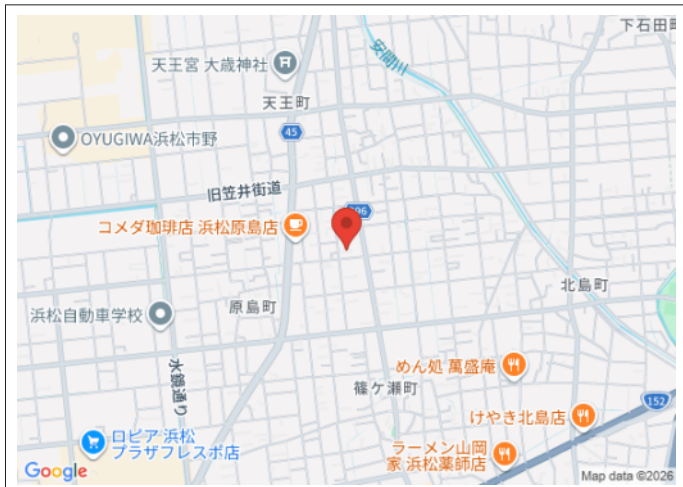 下石田町
安間川
天王宮 大歳神社
天王町
45
OYUGIWA浜松市野
旧笠井街道
296
コメダ珈琲店 浜松原島店
北島町
原島町
浜松自動車学校
水鏡通り
めん処 萬盛庵
篠ケ瀬町
152
けやき北島店
ロピア 浜松
プラザフレスポ店
ラーメン山岡
家 浜松薬師店
Google
Map data ©2026